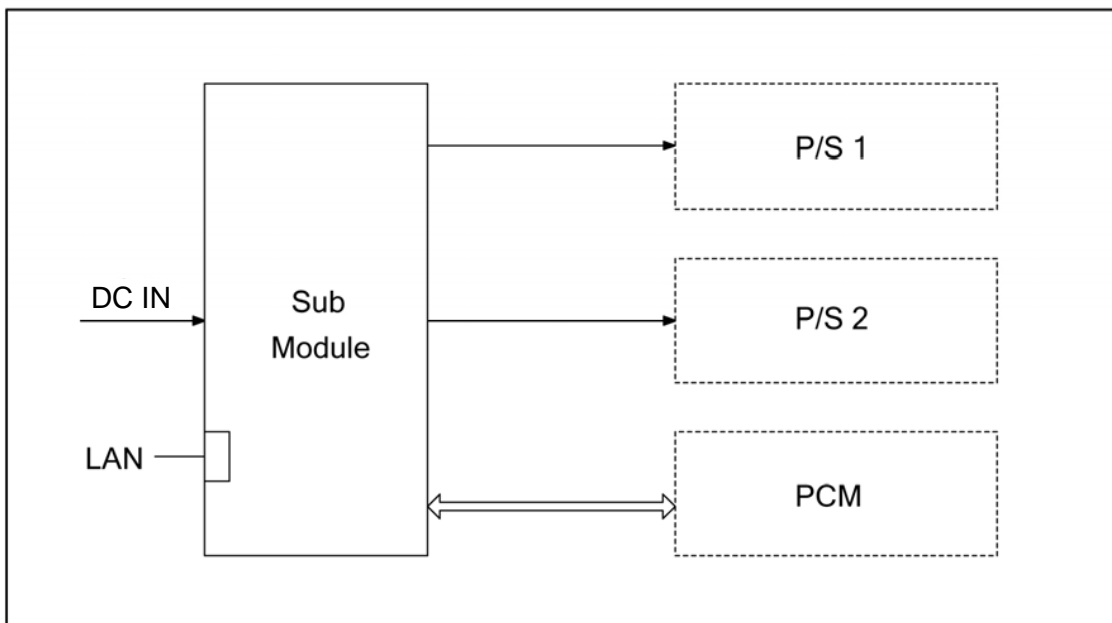 P/S 1
DC IN
Sub
Module
P/S 2
LAN
PCM